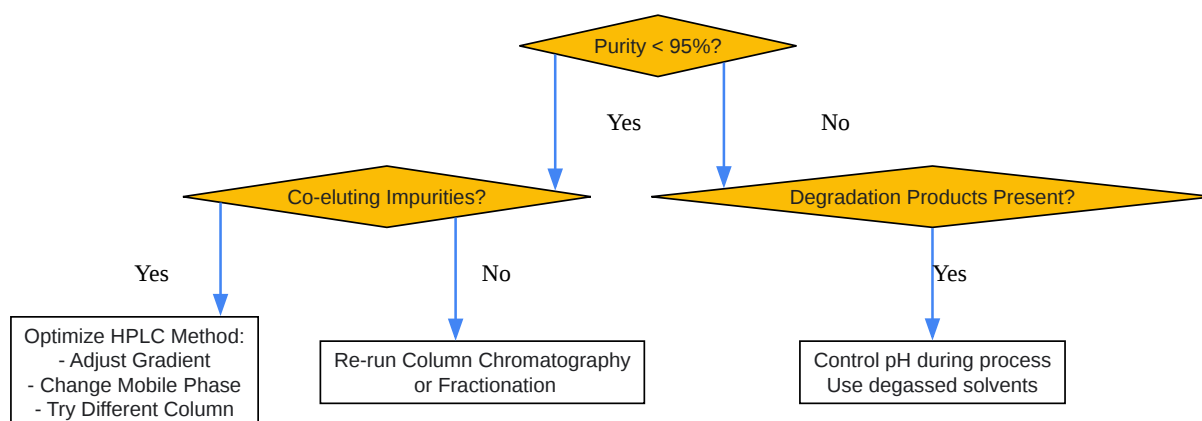 Purity < 95%?
Yes
No
Co-eluting Impurities?
Degradation Products Present?
Yes
No
Yes
Optimize HPLC Method:
- Adjust Gradient
- Change Mobile Phase
- Try Different Column
Re-run Column Chromatography
or Fractionation
Control pH during process
Use degassed solvents